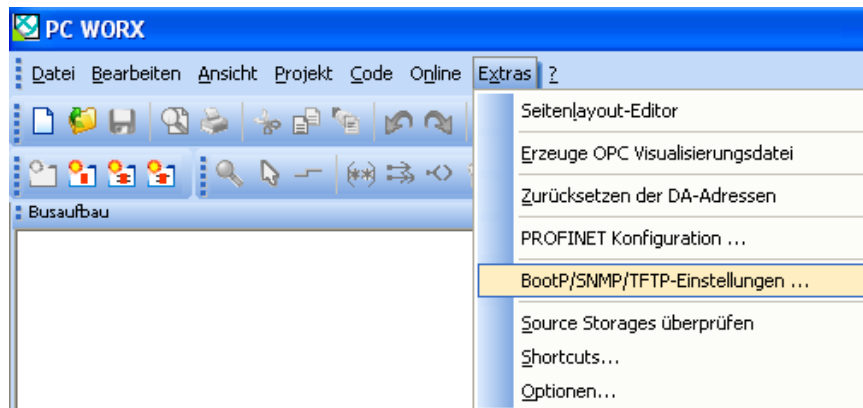 PC WORX
Datei Bearbeiten Ansicht Projekt Code Online Extras ?
Seitenlayout-Editor
Erzeuge OPC Visualisierungsdatei
Zurücksetzen der DA-Adressen
PROFINET Konfiguration ...
BootP/SNMP/TFTP-Einstellungen ...
Source Storages überprüfen
Shortcuts...
Optionen...
Busaufbau